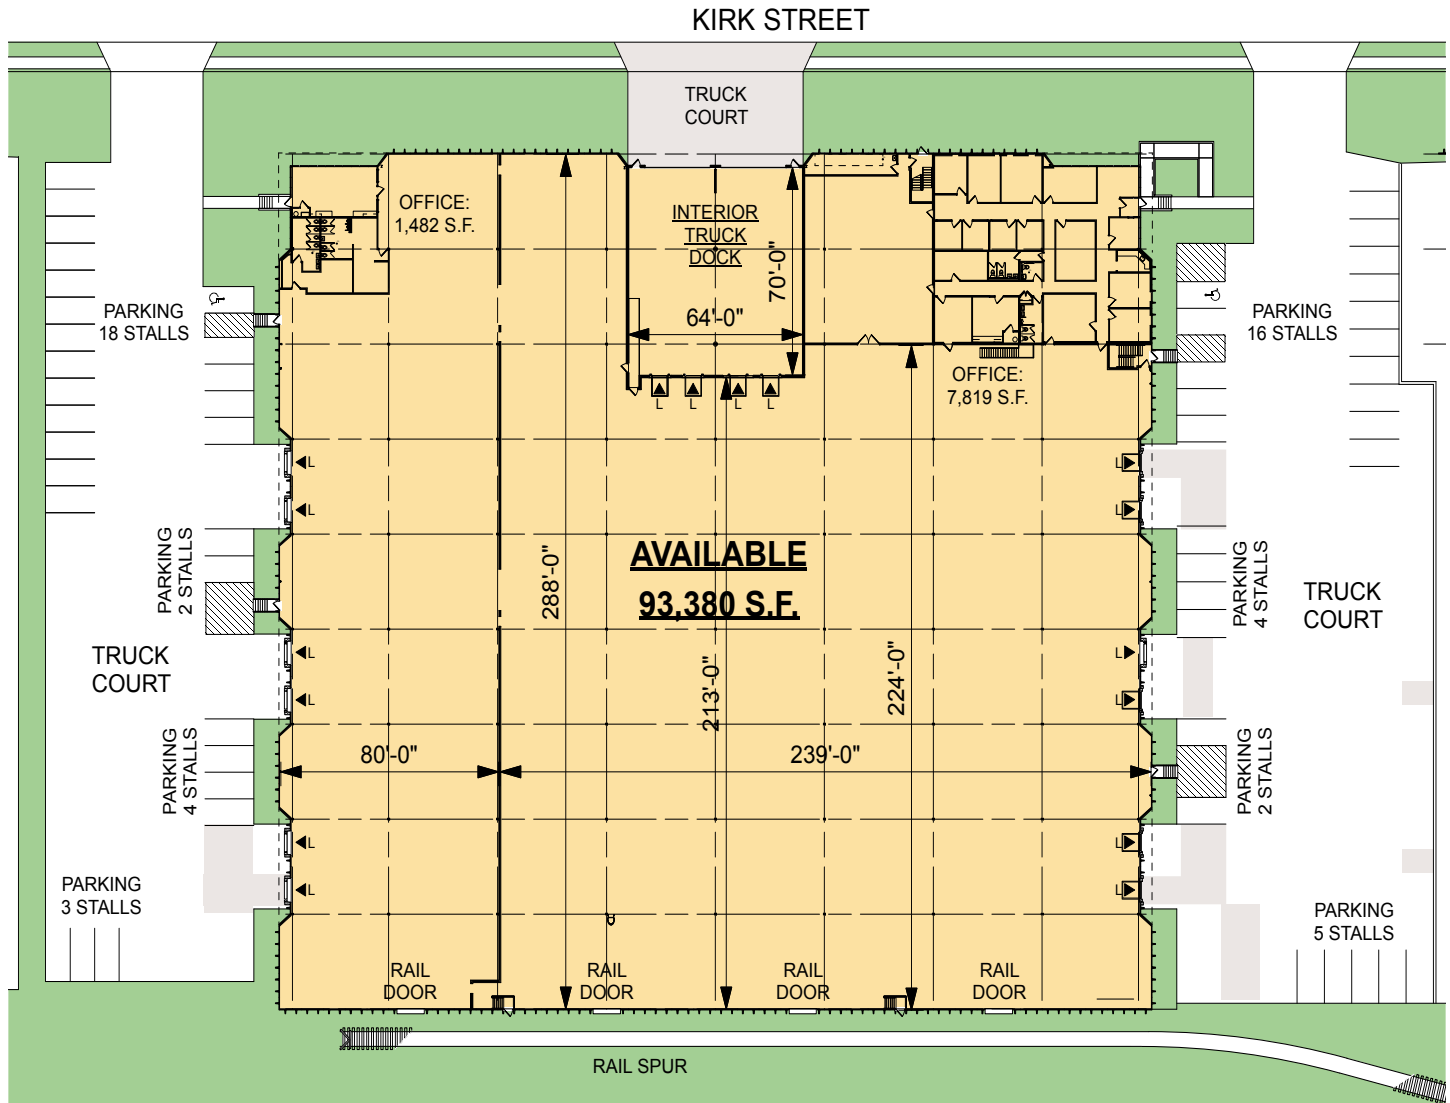 KIRK STREET
TRUCK
COURT
OFFICE:
1,482 S.F.
INTERIOR
TRUCK
DOCK
70'-0"
64'-0"
PARKING
18 STALLS
PARKING
16 STALLS
OFFICE:
7,819 S.F.
L
L
L
L
L
L
L
L
AVAILABLE
93,380 S.F.
288'-0"
213'-0"
224'-0"
PARKING
2 STALLS
PARKING
4 STALLS
TRUCK
COURT
TRUCK
COURT
L
L
L
L
80'-0"
239'-0"
PARKING
4 STALLS
PARKING
2 STALLS
L
L
L
L
PARKING
3 STALLS
PARKING
5 STALLS
RAIL
DOOR
RAIL
DOOR
RAIL
DOOR
RAIL
DOOR
RAIL SPUR